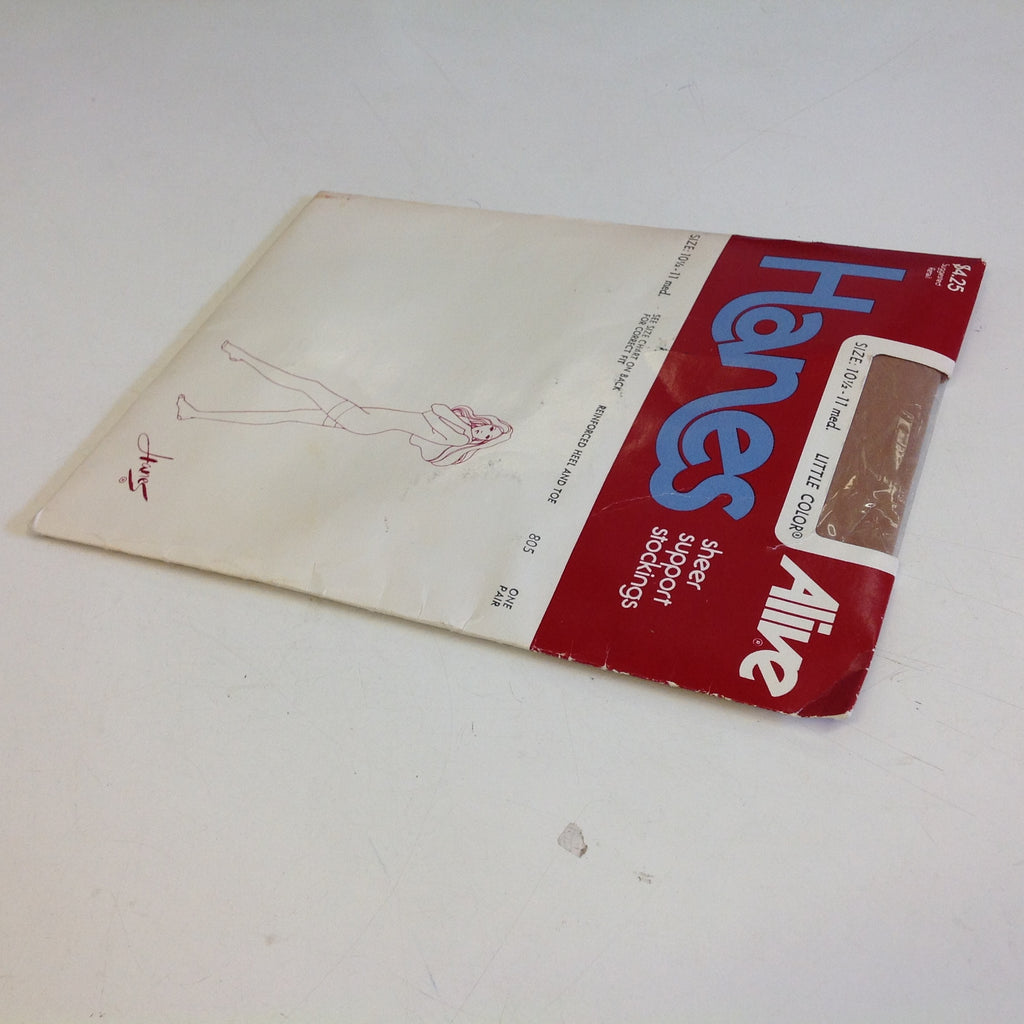 $4.25
Suggested
Retail
SIZE: 10½-11 med. LITTLE COLOR®
Hanes
Alive®
sheer
support
stockings
SIZE: 10½-11 med.
SEE SIZE CHART ON BACK
FOR CORRECT FIT
REINFORCED HEEL AND TOE
805
ONE
PAIR
Hanes®